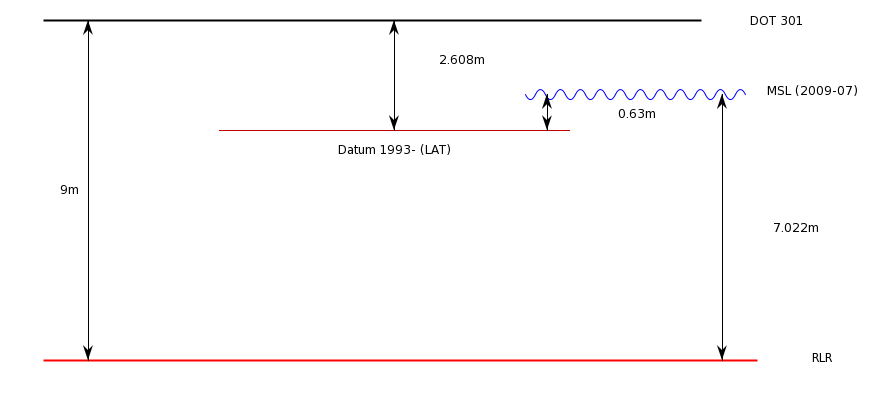 DOT 301
2.608m
MSL (2009-07)
0.63m
Datum 1993- (LAT)
9m
7.022m
RLR